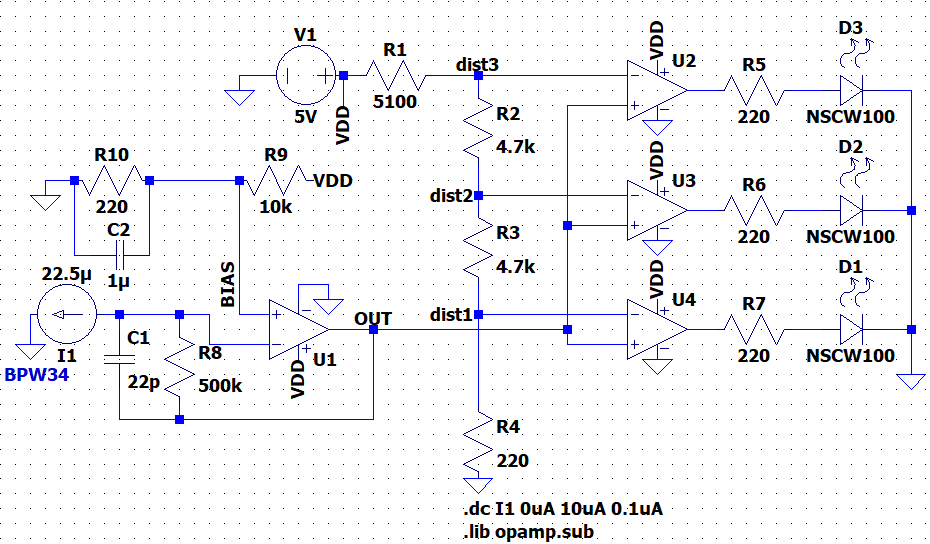 D3
V1
VDD
U2
R1
dist3
R5
5100
R2
220
NSCW100
5V
VDD
4.7k
D2
R10
R9
VDD
VDD
U3
R6
dist2
220
10k
220
NSCW100
C2
R3
22.5µ
1µ
BIAS
4.7k
VDD
D1
OUT
dist1
U4
R7
I1
C1
R8
U1
220
NSCW100
BPW34
22p
500k
VDD
R4
220
.dc I1 0uA 10uA 0.1uA
.lib opamp.sub